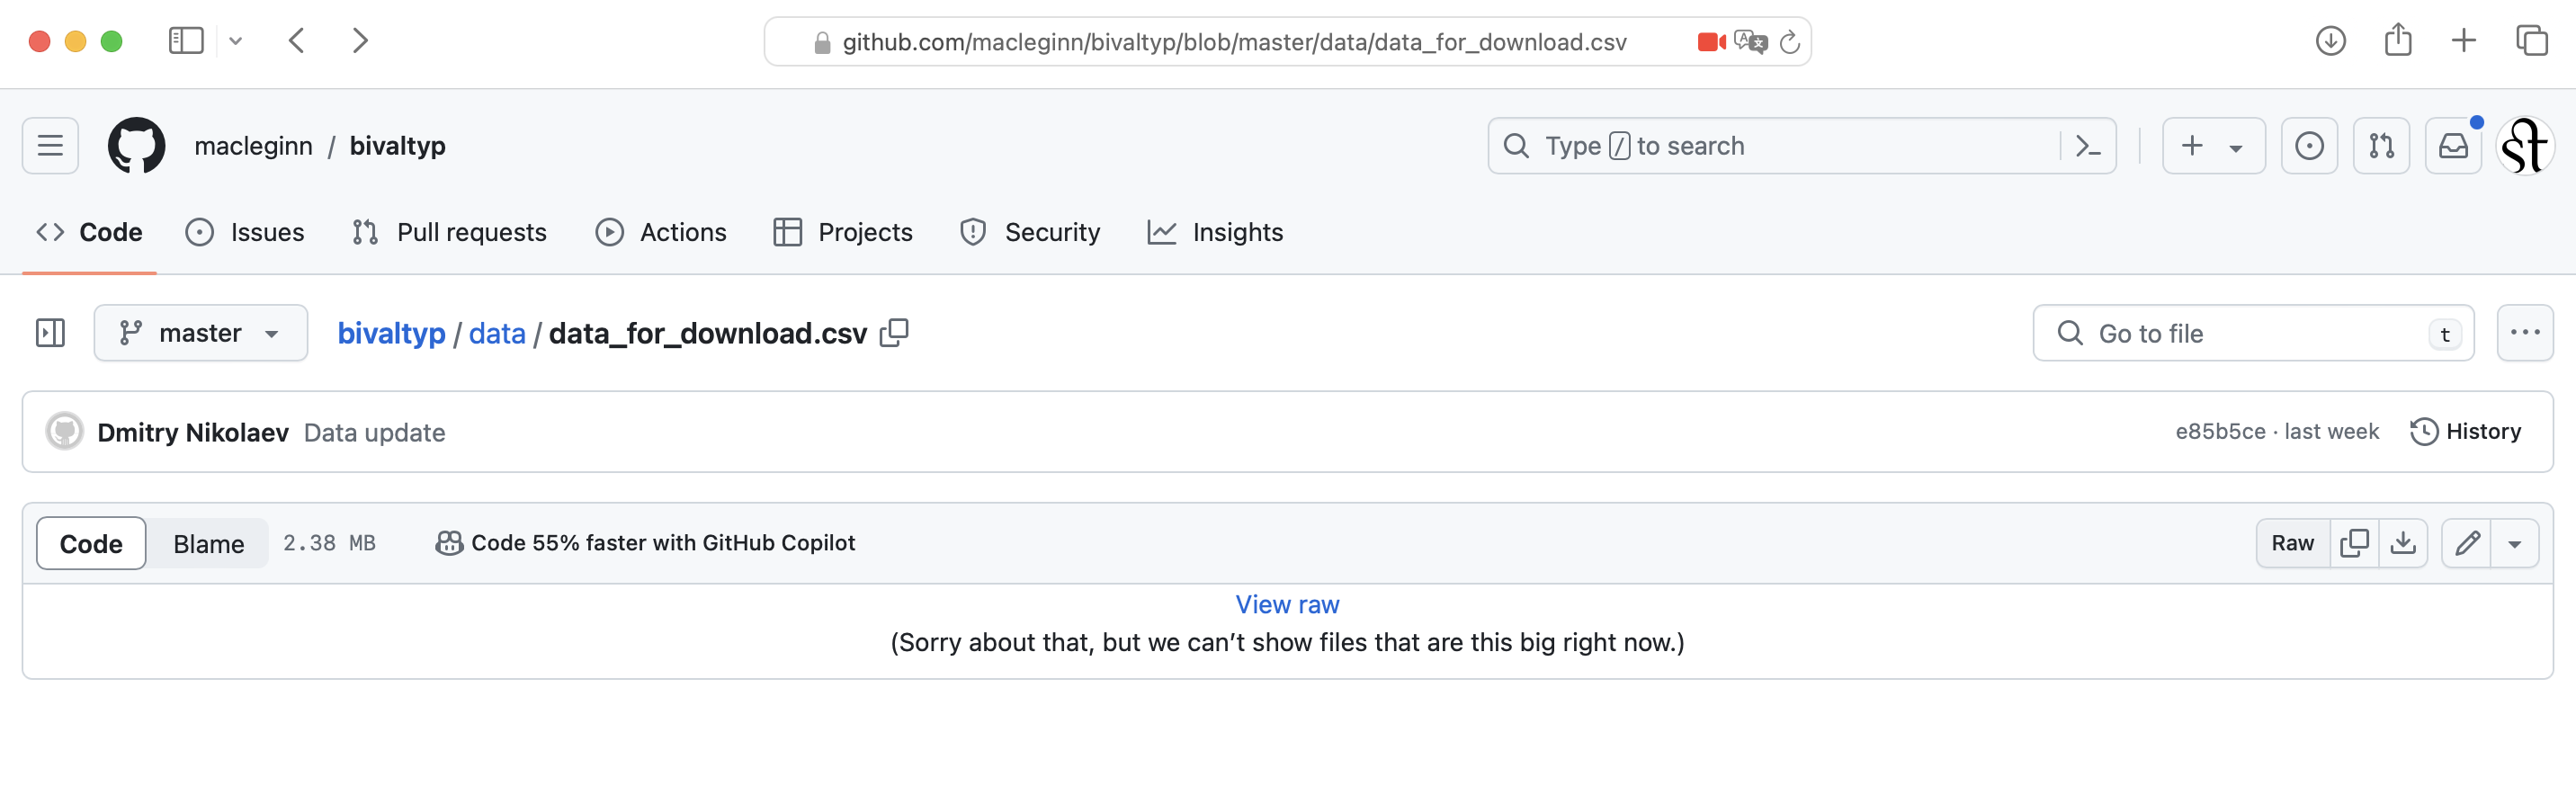 github.com/macleginn/bivaltyp/blob/master/data/data_for_download.csv
macleginn / bivaltyp
Type / to search
Code
Issues
Pull requests
Actions
Projects
Security
Insights
master
bivaltyp / data / data_for_download.csv
Go to file
t
Dmitry Nikolaev Data update
e85b5ce · last week
History
Code
Blame
2.38 MB
Code 55% faster with GitHub Copilot
Raw
View raw
(Sorry about that, but we can’t show files that are this big right now.)